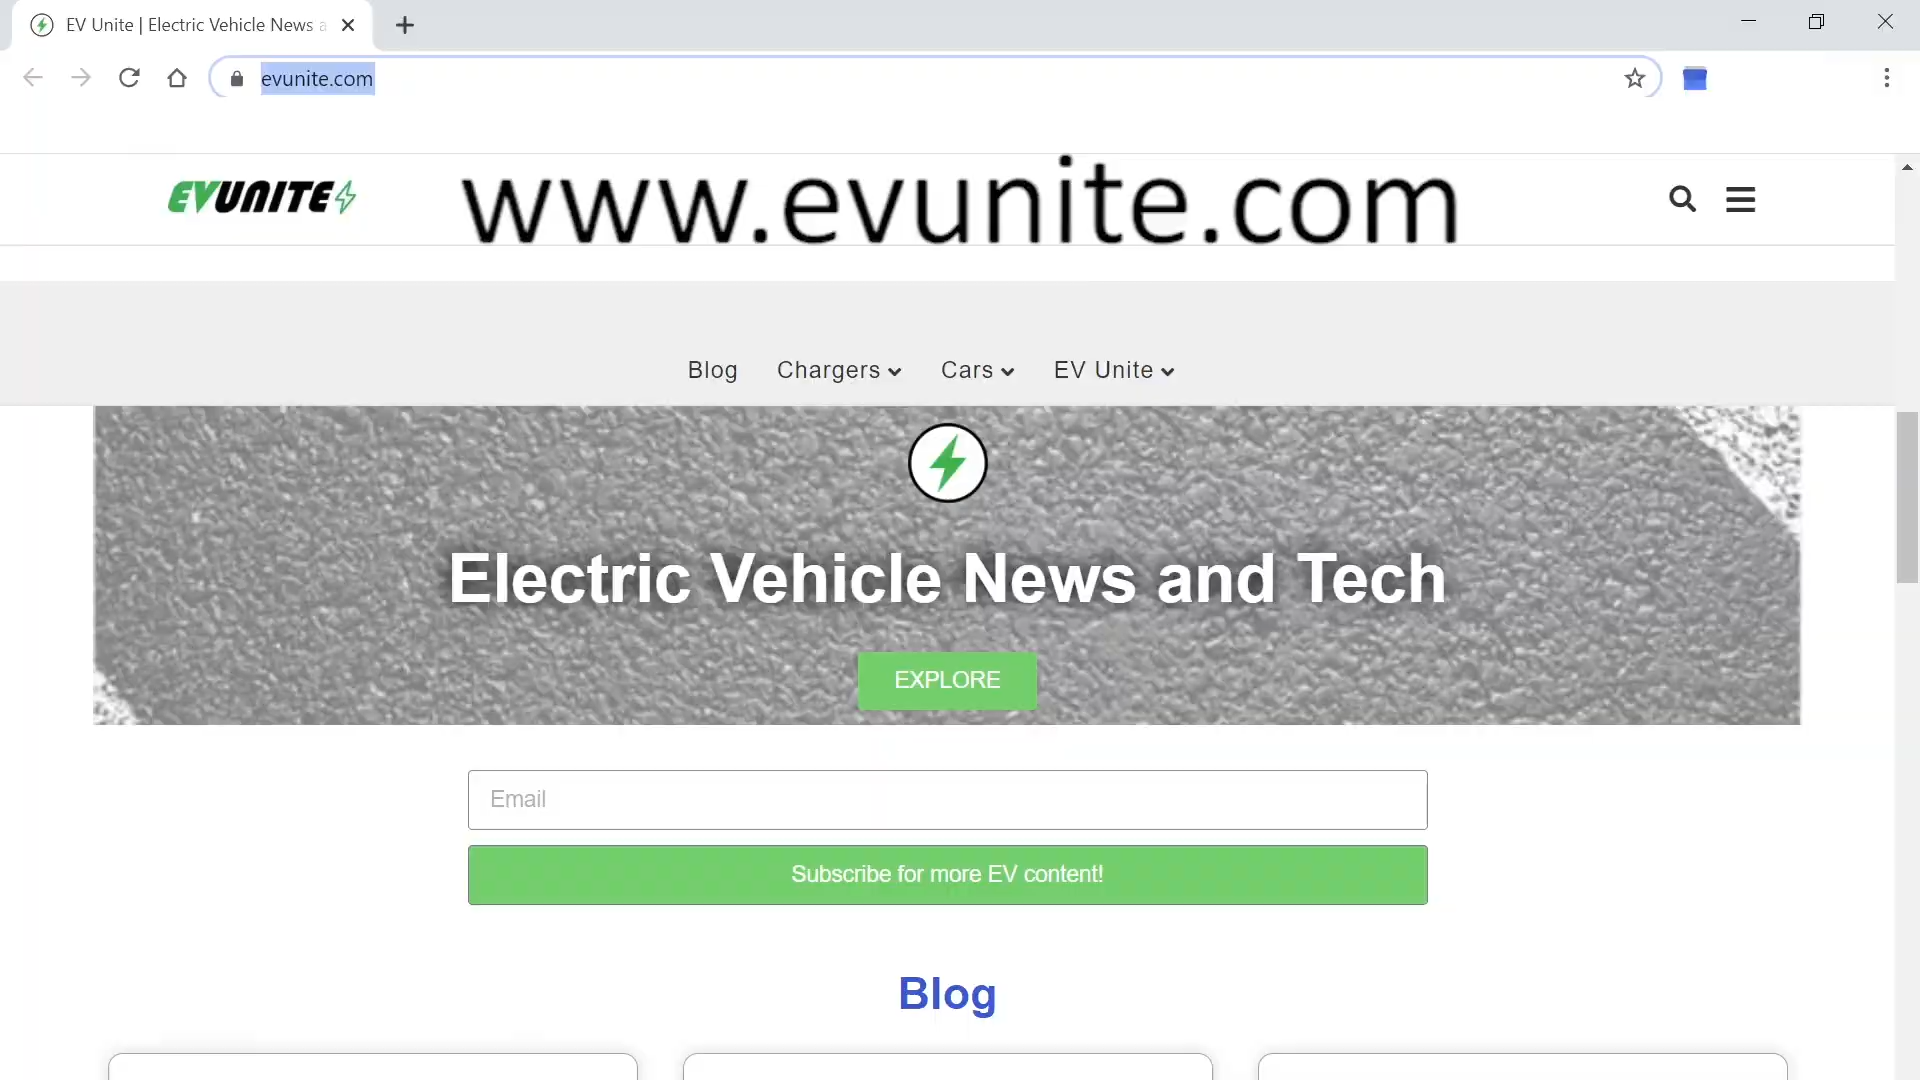 EV Unite | Electric Vehicle News a
evunite.com
EVUNITE
www.evunite.com
Blog
Chargers
Cars
EV Unite
Electric Vehicle News and Tech
EXPLORE
Email
Subscribe for more EV content!
Blog